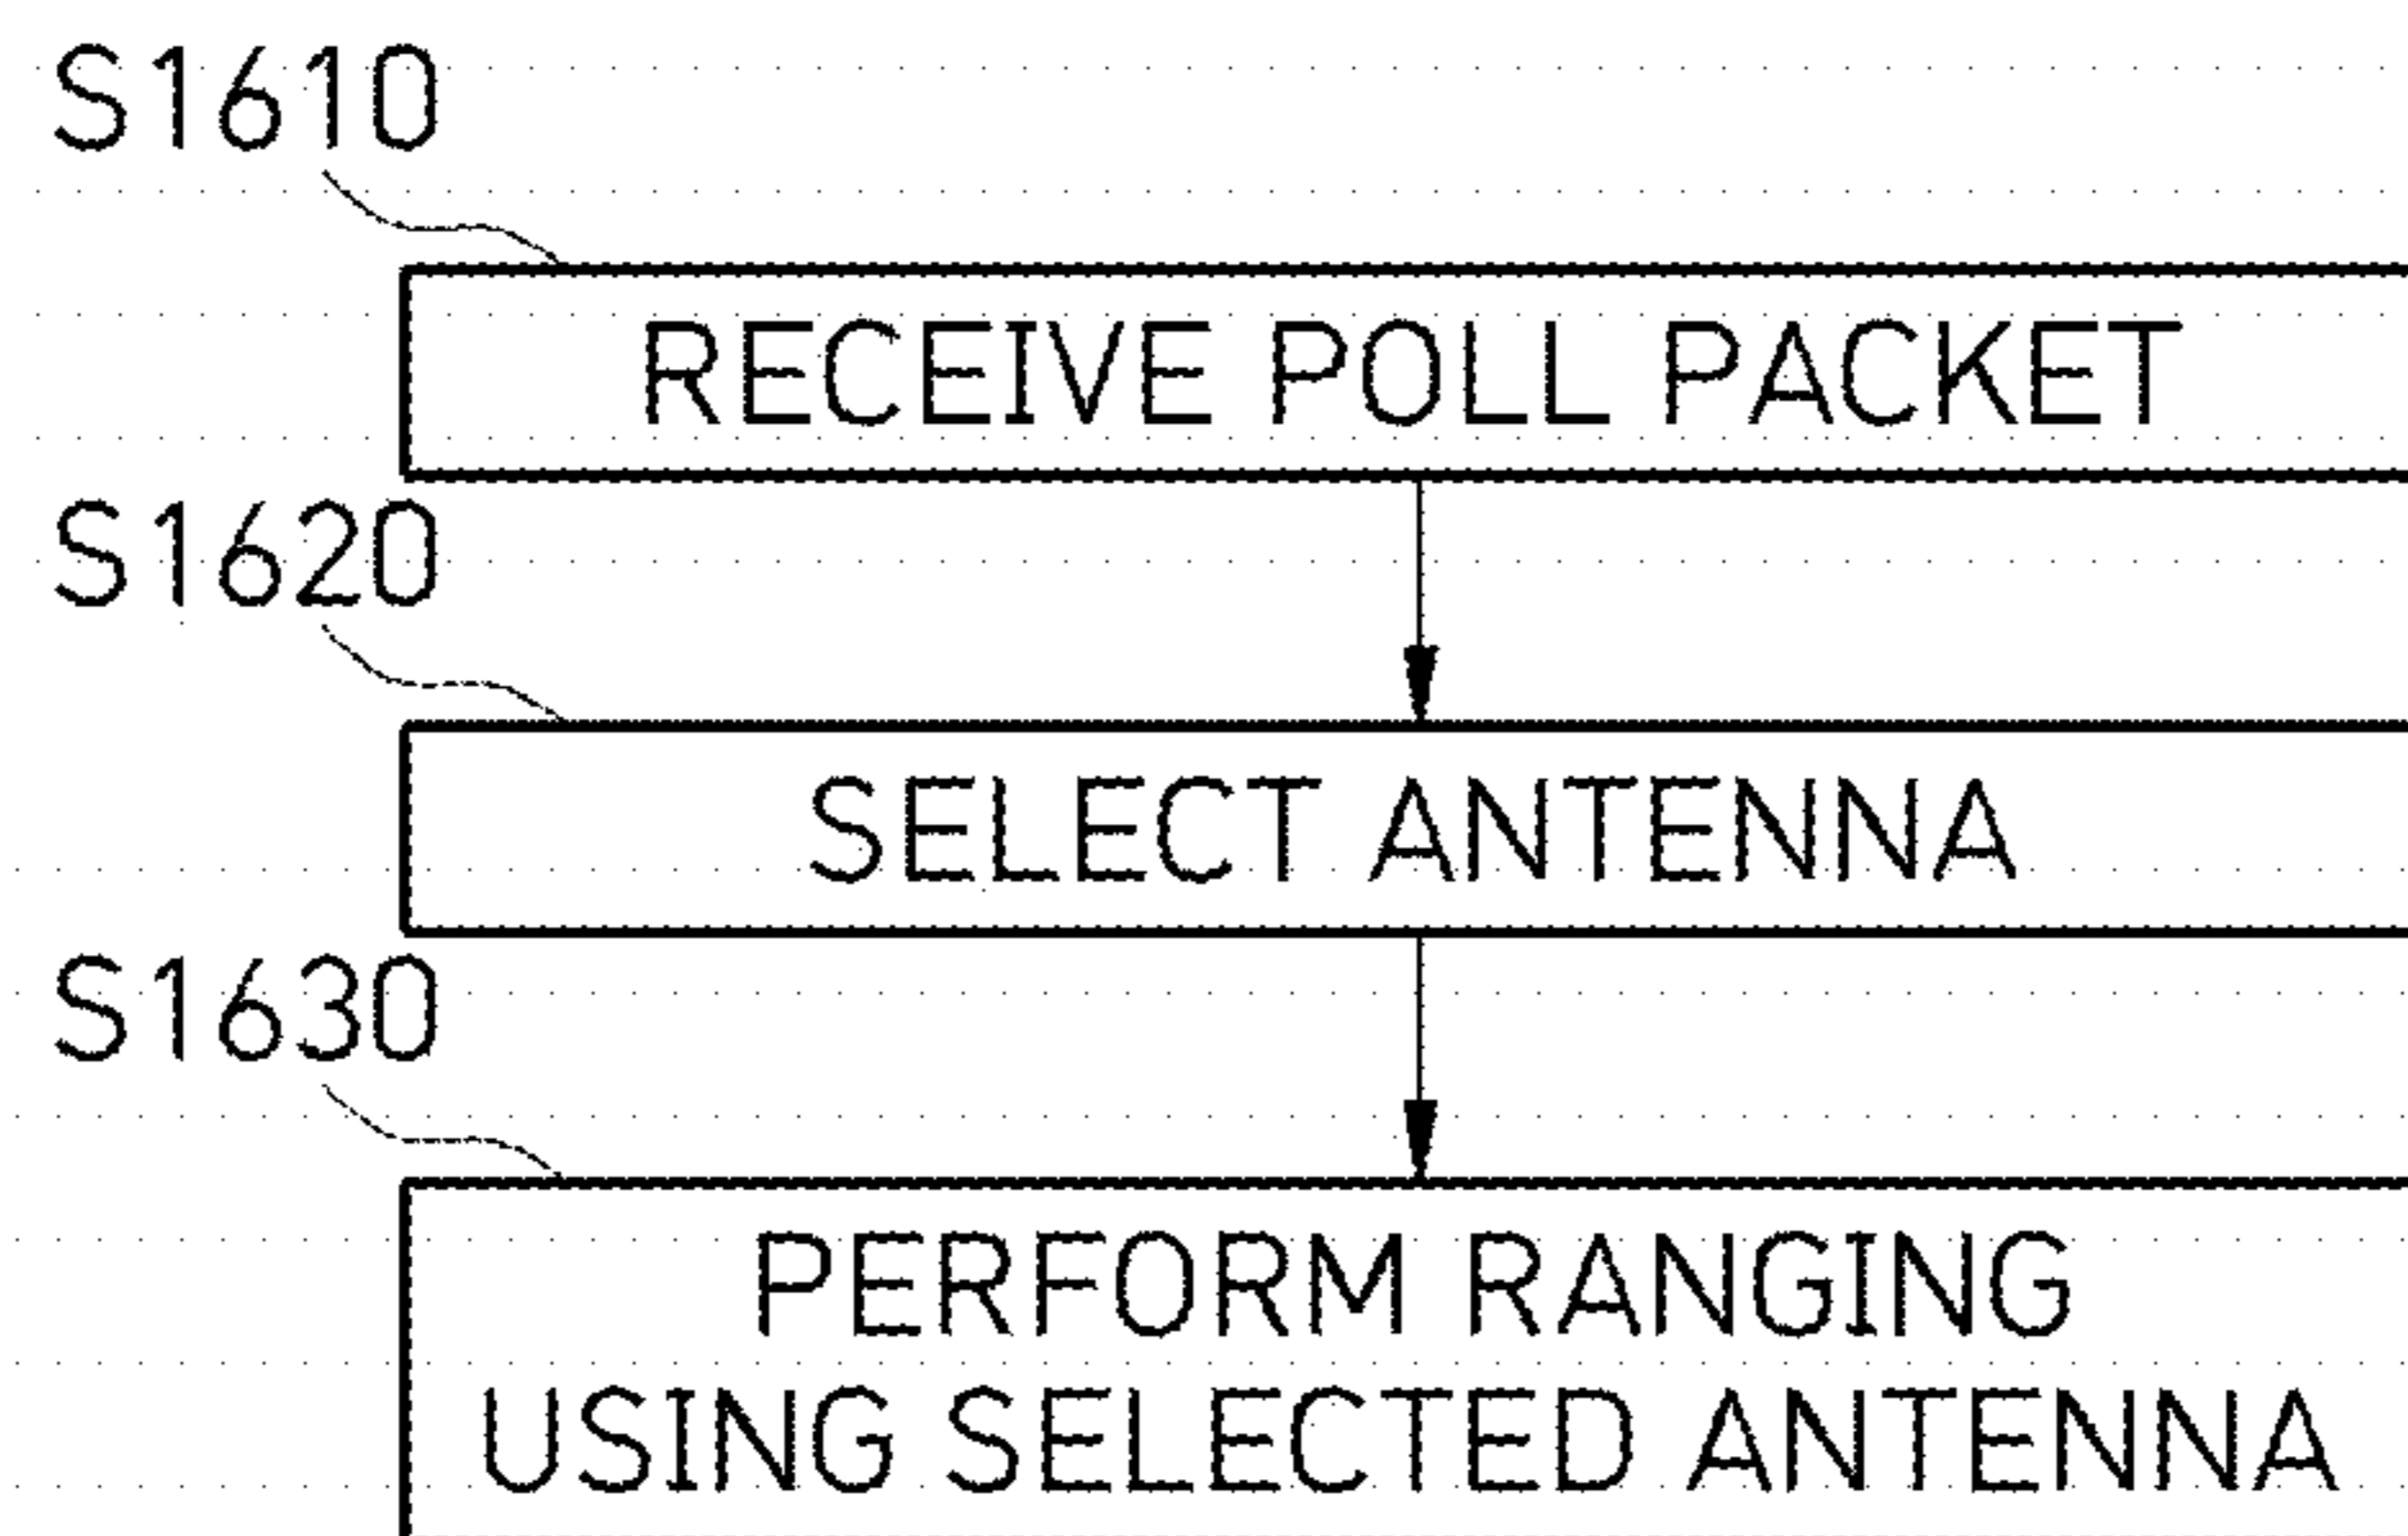 S1610
RECEIVE POLL PACKET
S1620
SELECT ANTENNA
S1630
PERFORM RANGING
USING SELECTED ANTENNA